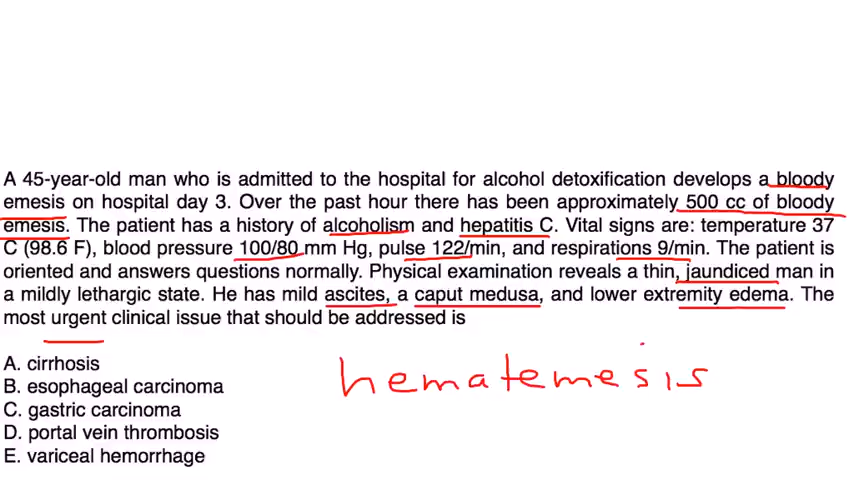 A 45-year-old man who is admitted to the hospital for alcohol detoxification develops a bloody
emesis on hospital day 3. Over the past hour there has been approximately 500 cc of bloody
emesis. The patient has a history of alcoholism and hepatitis C. Vital signs are: temperature 37
C (98.6 F), blood pressure 100/80 mm Hg, pulse 122/min, and respirations 9/min. The patient is
oriented and answers questions normally. Physical examination reveals a thin, jaundiced man in
a mildly lethargic state. He has mild ascites, a caput medusa, and lower extremity edema. The
most urgent clinical issue that should be addressed is
A. cirrhosis
B. esophageal carcinoma
C. gastric carcinoma
D. portal vein thrombosis
E. variceal hemorrhage
hematemesis